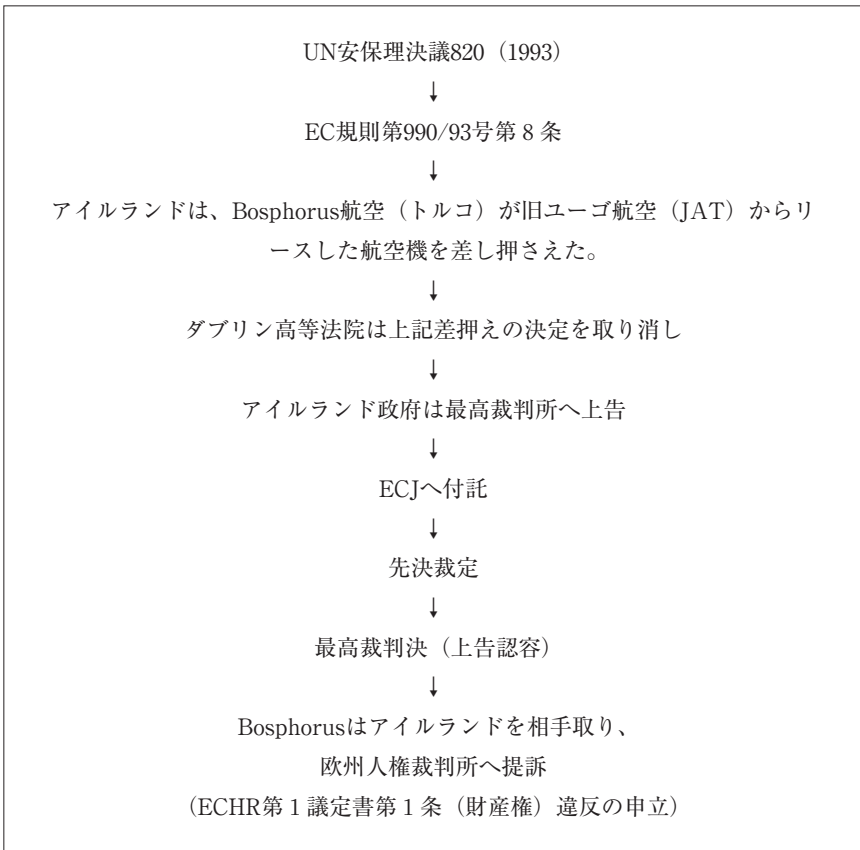 UN安保理決議820（1993）
↓
EC規則第990/93号第８条
↓
アイルランドは、Bosphorus航空（トルコ）が旧ユーゴ航空（JAT）からリ
ースした航空機を差し押さえた。
↓
ダブリン高等法院は上記差押えの決定を取り消し
↓
アイルランド政府は最高裁判所へ上告
↓
ECJへ付託
↓
先決裁定
↓
最高裁判決（上告認容）
↓
Bosphorusはアイルランドを相手取り、
欧州人権裁判所へ提訴
（ECHR第１議定書第１条（財産権）違反の申立）